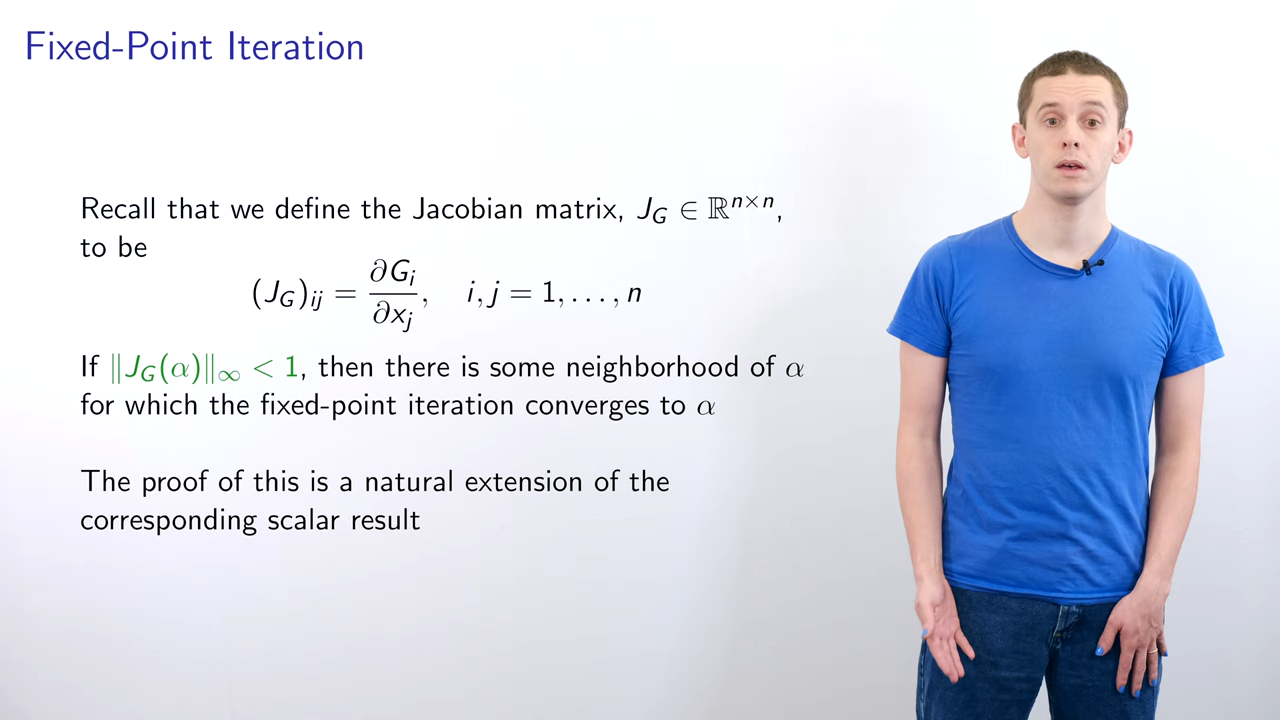 Fixed-Point Iteration
Recall that we define the Jacobian matrix, J_G ∈ ℝ^{n×n},
to be
(J_G)_{ij} = ∂G_i/∂x_j, i, j = 1, . . . , n
If ‖J_G(α)‖_∞ < 1, then there is some neighborhood of α
for which the fixed-point iteration converges to α
The proof of this is a natural extension of the
corresponding scalar result